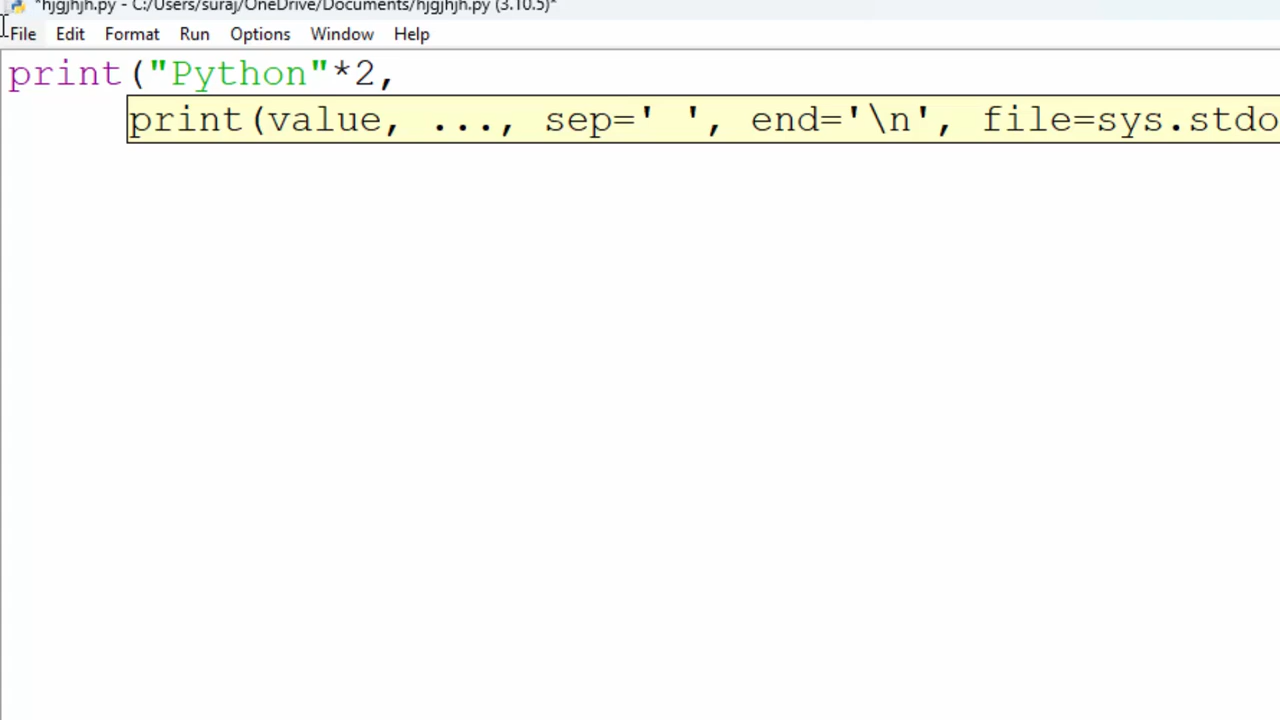 *hjgjhjh.py - C:/Users/suraj/OneDrive/Documents/hjgjhjh.py (3.10.5)*
File Edit Format Run Options Window Help
print("Python"*2,
print(value, ..., sep=' ', end='\n', file=sys.stdo